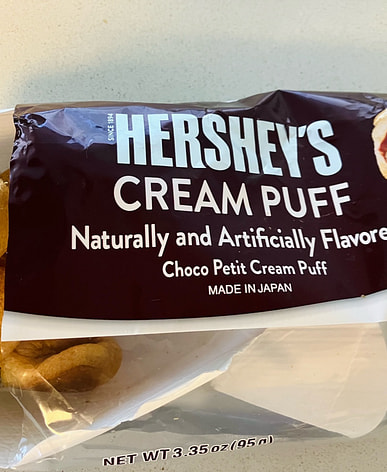 SINCE 1894
HERSHEY'S
CREAM PUFF
Naturally and Artificially Flavore
Choco Petit Cream Puff
MADE IN JAPAN
NET WT 3.35 oz (95g)